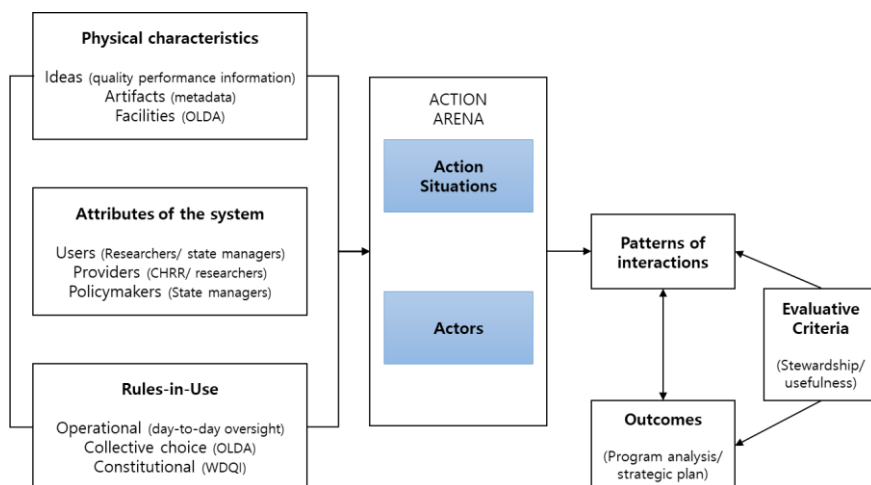 Physical characteristics
Ideas (quality performance information)
Artifacts (metadata)
Facilities (OLDA)
Attributes of the system
Users (Researchers/ state managers)
Providers (CHRR/ researchers)
Policymakers (State managers)
Rules-in-Use
Operational (day-to-day oversight)
Collective choice (OLDA)
Constitutional (WDQI)
ACTION
ARENA
Action
Situations
Actors
Patterns of
interactions
Outcomes
(Program analysis/
strategic plan)
Evaluative
Criteria
(Stewardship/
usefulness)